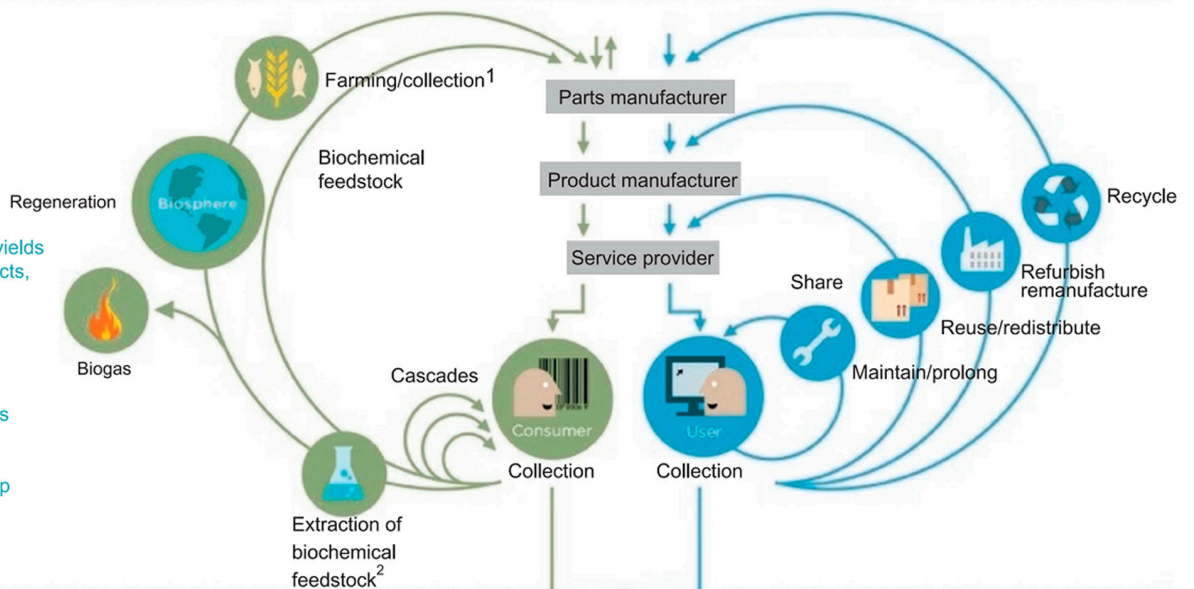 Farming/collection1
Parts manufacturer
Biochemical
feedstock
Product manufacturer
Regeneration
Biosphere
Recycle
yields
Service provider
Share
Refurbish
remanufacture
Reuse/redistribute
Biogas
Cascades
Maintain/prolong
Consumer
User
Collection
Collection
Extraction of
biochemical
feedstock2